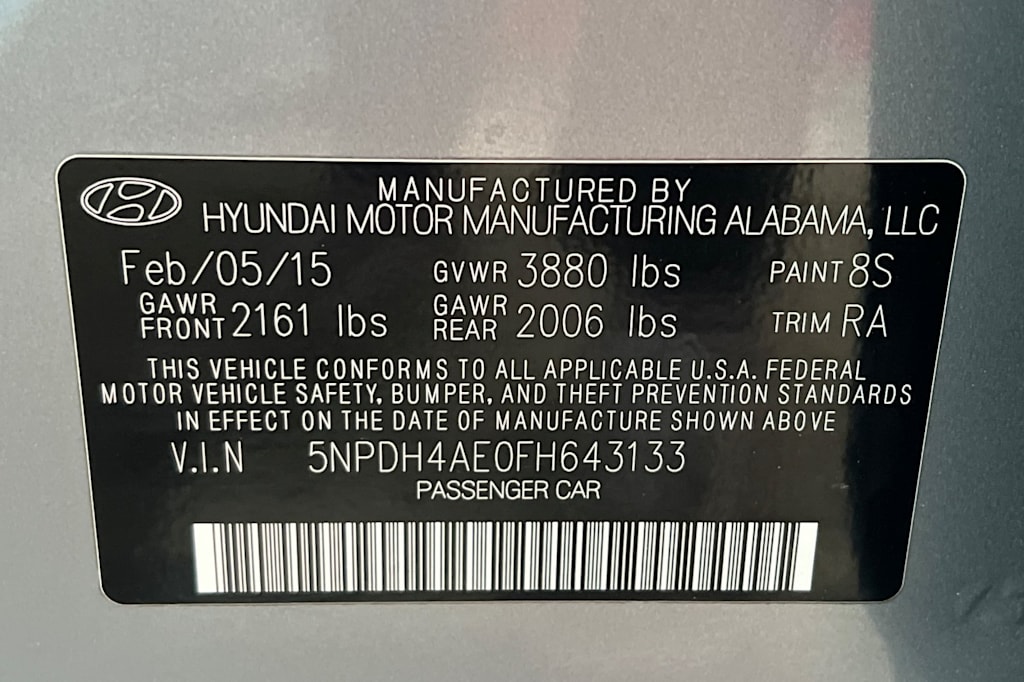 MANUFACTURED BY
HYUNDAI MOTOR MANUFACTURING ALABAMA, LLC
Feb/05/15 GVWR 3880 lbs PAINT 8S
GAWR FRONT 2161 lbs GAWR REAR 2006 lbs TRIM RA
THIS VEHICLE CONFORMS TO ALL APPLICABLE U.S.A. FEDERAL
MOTOR VEHICLE SAFETY, BUMPER, AND THEFT PREVENTION STANDARDS
IN EFFECT ON THE DATE OF MANUFACTURE SHOWN ABOVE
V.I.N 5NPDH4AE0FH643133
PASSENGER CAR